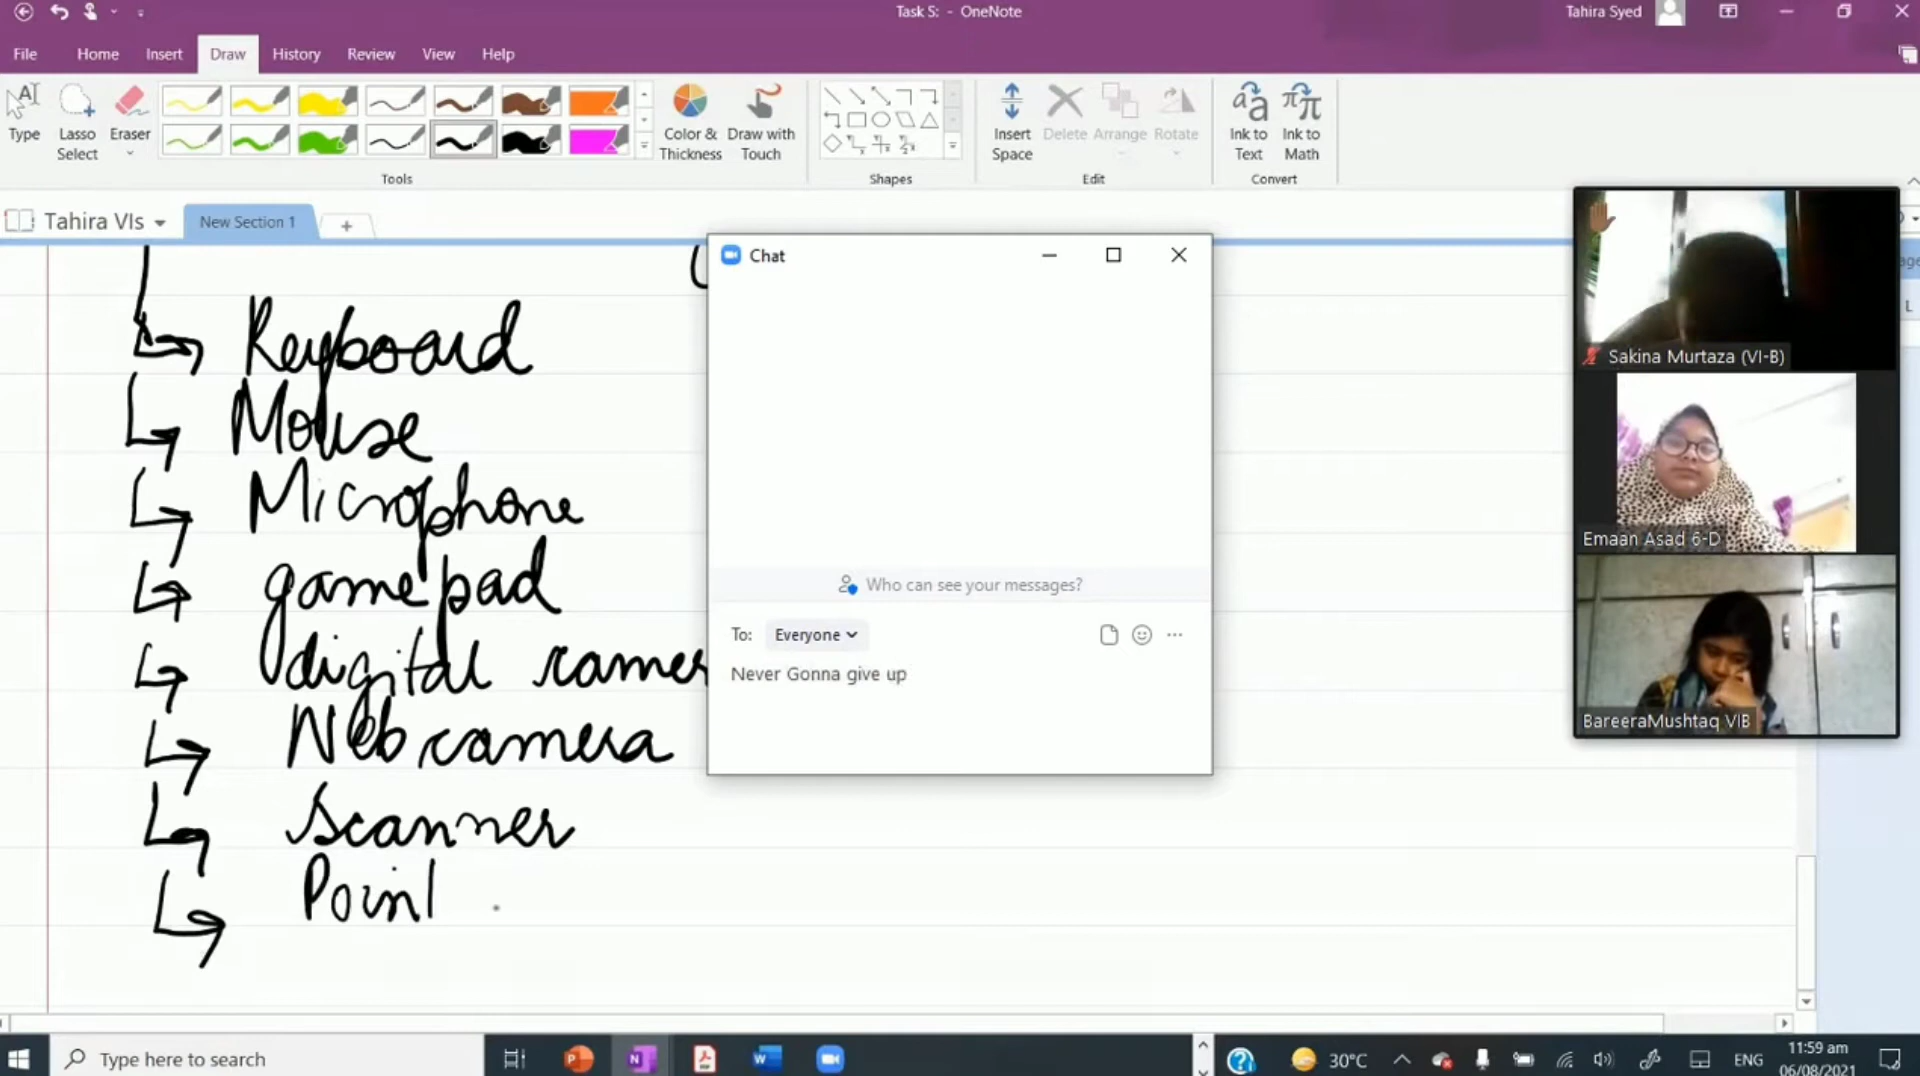 Task S: - OneNote
Tahira Syed
File Home Insert Draw History Review View Help
Type
Lasso Select
Eraser
Color & Thickness
Draw with Touch
Insert Space
Delete Arrange Rotate
Ink to Text
Ink to Math
Tools
Shapes
Edit
Convert
Tahira VIs
New Section 1
Keyboard
Mouse
Microphone
game pad
digital camer
Web camera
Scanner
Point
Chat
Who can see your messages?
To: Everyone
Never Gonna give up
Sakina Murtaza (VI-B)
Emaan Asad 6-D
BareeraMushtaq VIB
Type here to search
30°C
ENG
11:59 am
06/08/2021